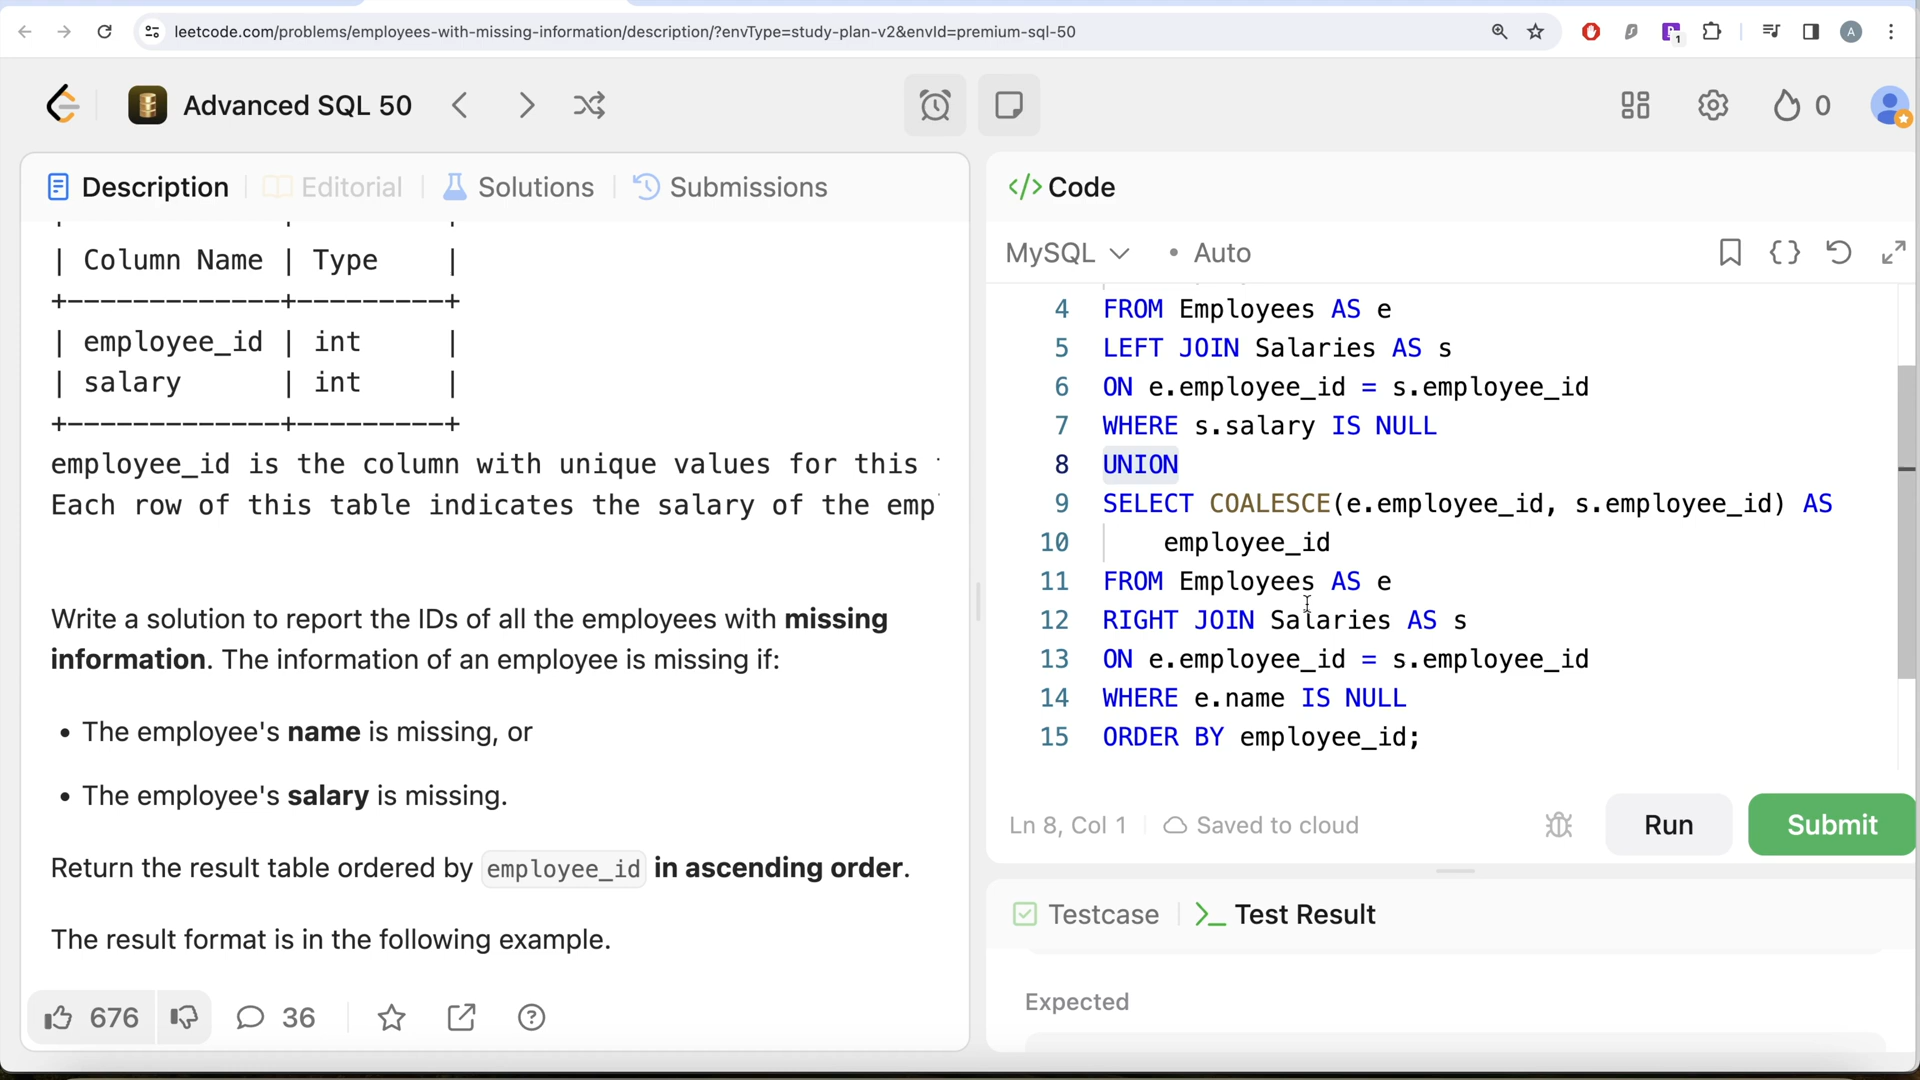 leetcode.com/problems/employees-with-missing-information/description/?envType=study-plan-v2&envId=premium-sql-50
1
A
Advanced SQL 50
0
Description
Editorial
Solutions
Submissions
| Column Name | Type |
+-------------+---------+
| employee_id | int |
| salary | int |
+-------------+---------+
employee_id is the column with unique values for this
Each row of this table indicates the salary of the emp
Write a solution to report the IDs of all the employees with missing
information. The information of an employee is missing if:
• The employee's name is missing, or
• The employee's salary is missing.
Return the result table ordered by employee_id in ascending order.
The result format is in the following example.
676
36
</> Code
MySQL
• Auto
4 FROM Employees AS e
5 LEFT JOIN Salaries AS s
6 ON e.employee_id = s.employee_id
7 WHERE s.salary IS NULL
8 UNION
9 SELECT COALESCE(e.employee_id, s.employee_id) AS
10 employee_id
11 FROM Employees AS e
12 RIGHT JOIN Salaries AS s
13 ON e.employee_id = s.employee_id
14 WHERE e.name IS NULL
15 ORDER BY employee_id;
Ln 8, Col 1
Saved to cloud
Run
Submit
Testcase
>_ Test Result
Expected